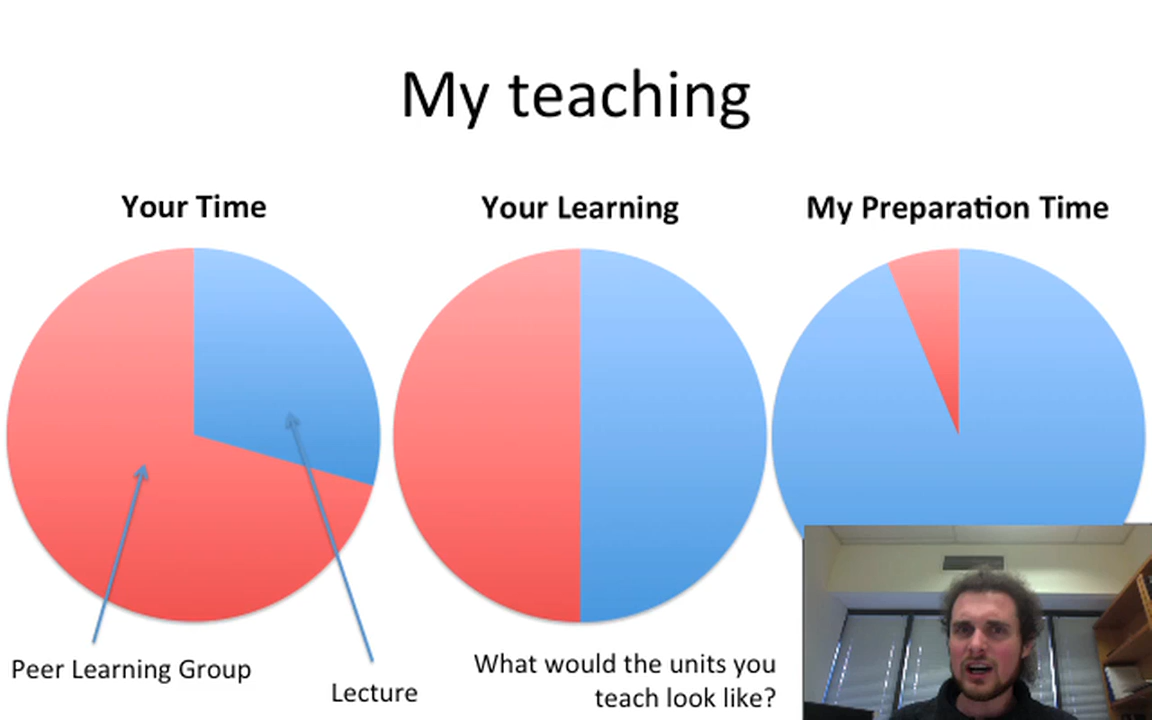 My teaching
Your Time
Your Learning
My Preparation Time
Peer Learning Group
Lecture
What would the units you
teach look like?